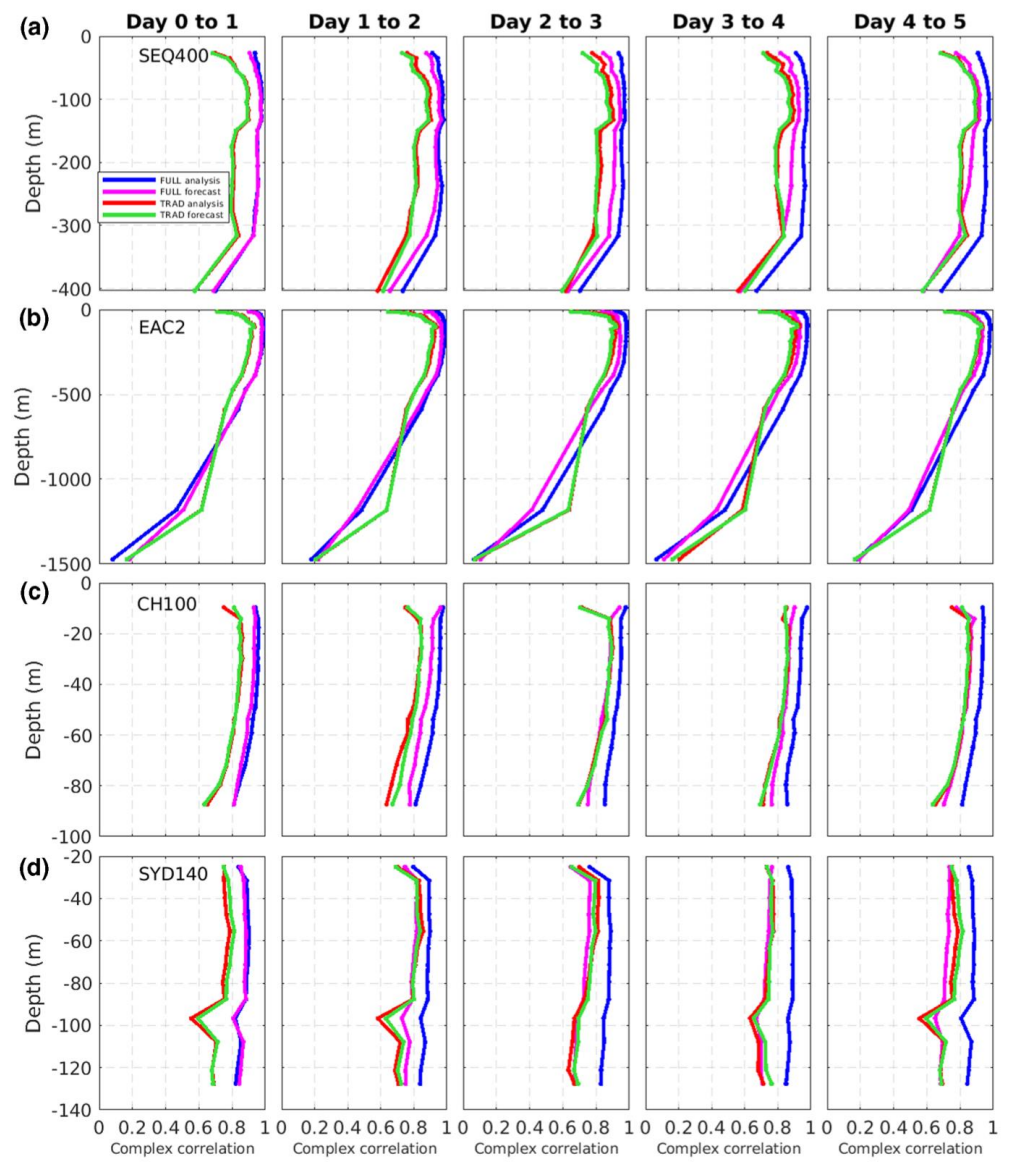 (a) Day 0 to 1 Day 1 to 2 Day 2 to 3 Day 3 to 4 Day 4 to 5
0
SEQ400
-100
-200
FULL analysis
FULL forecast
TRAD analysis
TRAD forecast
-300
-400
Depth (m)
(b)
0
EAC2
-500
-1000
-1500
Depth (m)
(c)
0
CH100
-20
-40
-60
-80
-100
Depth (m)
(d)
-20
SYD140
-40
-60
-80
-100
-120
-140
Depth (m)
0 0.2 0.4 0.6 0.8 1 0 0.2 0.4 0.6 0.8 1 0 0.2 0.4 0.6 0.8 1 0 0.2 0.4 0.6 0.8 1 0 0.2 0.4 0.6 0.8 1
Complex correlation Complex correlation Complex correlation Complex correlation Complex correlation